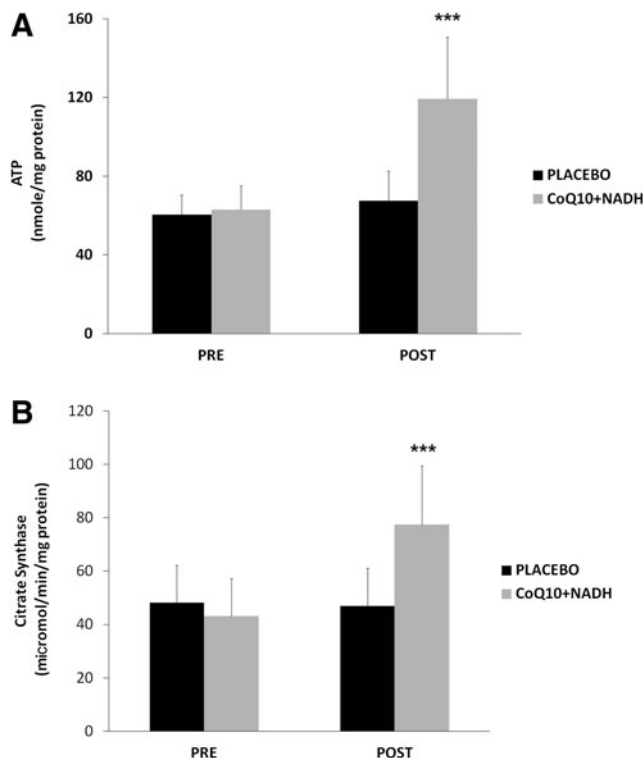 A
160
***
120
80
40
0
ATP
(nmole/mg protein)
PRE
POST
PLACEBO
CoQ10+NADH
B
120
100
***
80
60
40
20
0
Citrate Synthase
(micromol/min/mg protein)
PRE
POST
PLACEBO
CoQ10+NADH